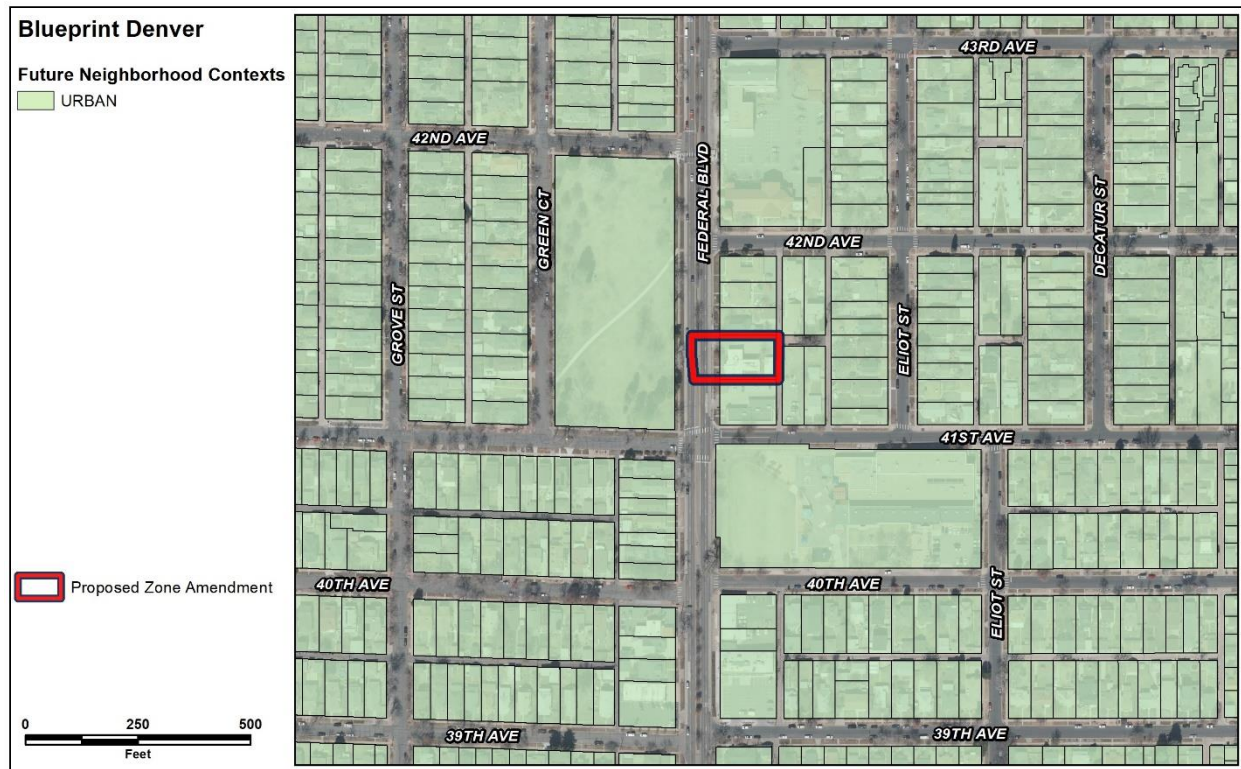 Blueprint Denver
Future Neighborhood Contexts
URBAN
Proposed Zone Amendment
0 250 500
Feet
43RD AVE
42ND AVE
FEDERAL BLVD
GREEN CT
DECATUR ST
42ND AVE
GROVE ST
ELIOT ST
41ST AVE
40TH AVE
40TH AVE
ELIOT ST
39TH AVE
39TH AVE